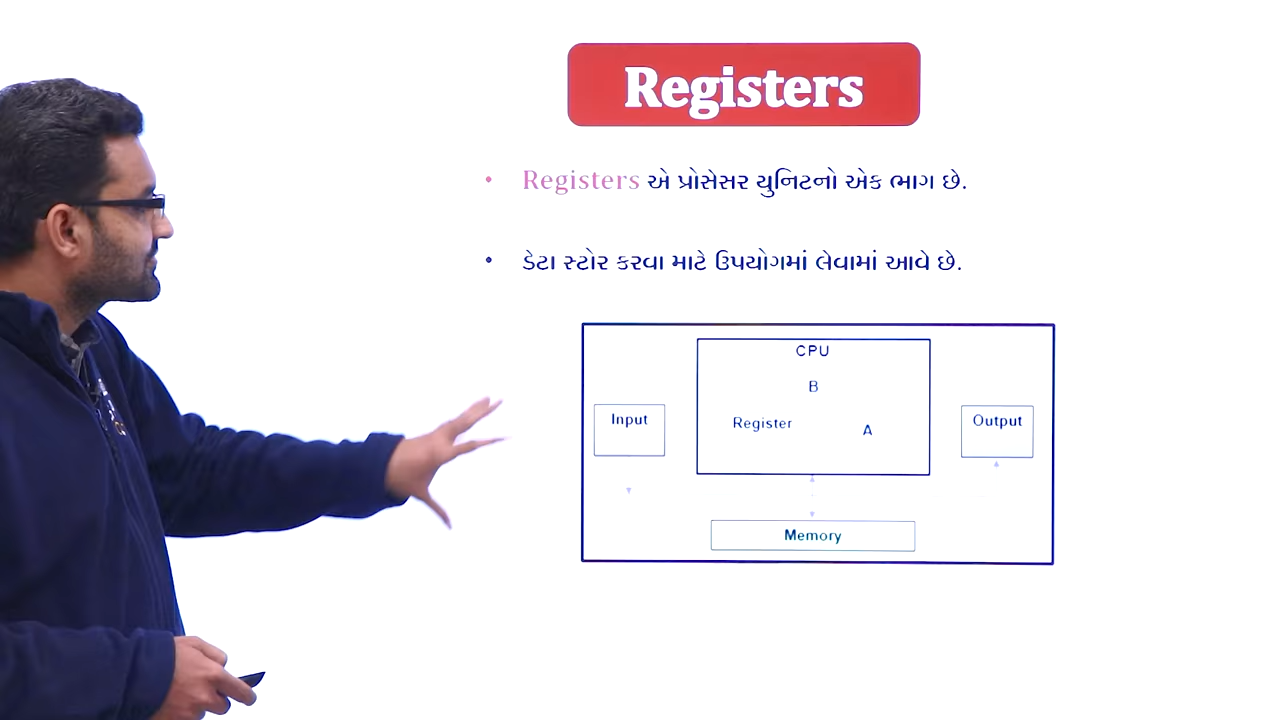 Registers
• Registers એ પ્રોસેસર યુનિટનો એક ભાગ છે.
• ડેટા સ્ટોર કરવા માટે ઉપયોગમાં લેવામાં આવે છે.
CPU
B
Input
Register
A
Output
Memory